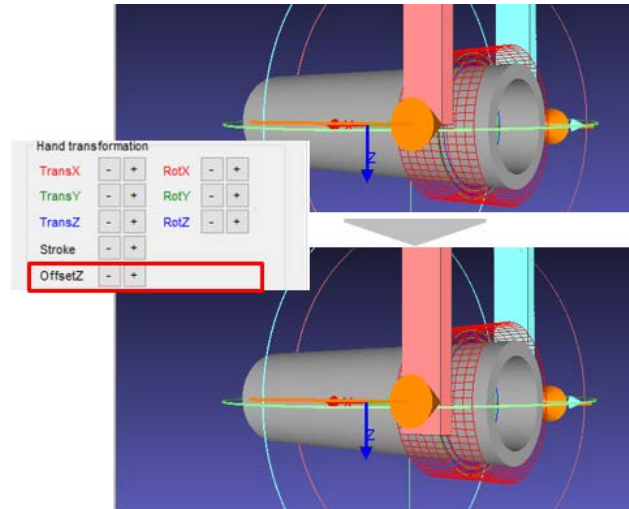 Hand transformation
TransX - + RotX - +
TransY - + RotY - +
TransZ - + RotZ - +
Stroke - +
OffsetZ - +
X
Z
X
Z